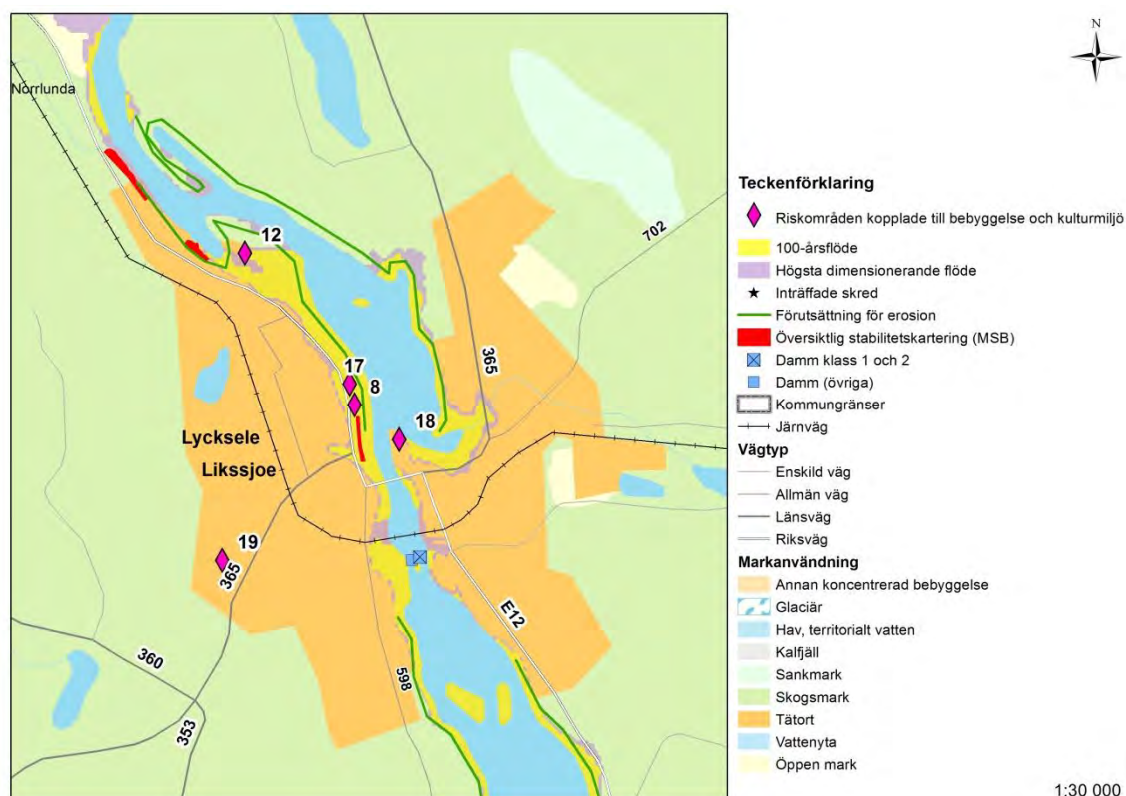 N
Norrlunda
12
702
17
8
365
18
Lycksele
Likssjoe
19
365
E12
360
598
353
Teckenförklaring
Riskområden kopplade till bebyggelse och kulturmiljö
100-årsflöde
Högsta dimensionerande flöde
Inträffade skred
Förutsättning för erosion
Översiktlig stabilitetskartering (MSB)
Damm klass 1 och 2
Damm (övriga)
Kommungränser
Järnväg
Vägtyp
Enskild väg
Allmän väg
Länsväg
Riksväg
Markanvändning
Annan koncentrerad bebyggelse
Glaciär
Hav, territorialt vatten
Kalfjäll
Sankmark
Skogsmark
Tätort
Vattenyta
Öppen mark
1:30 000